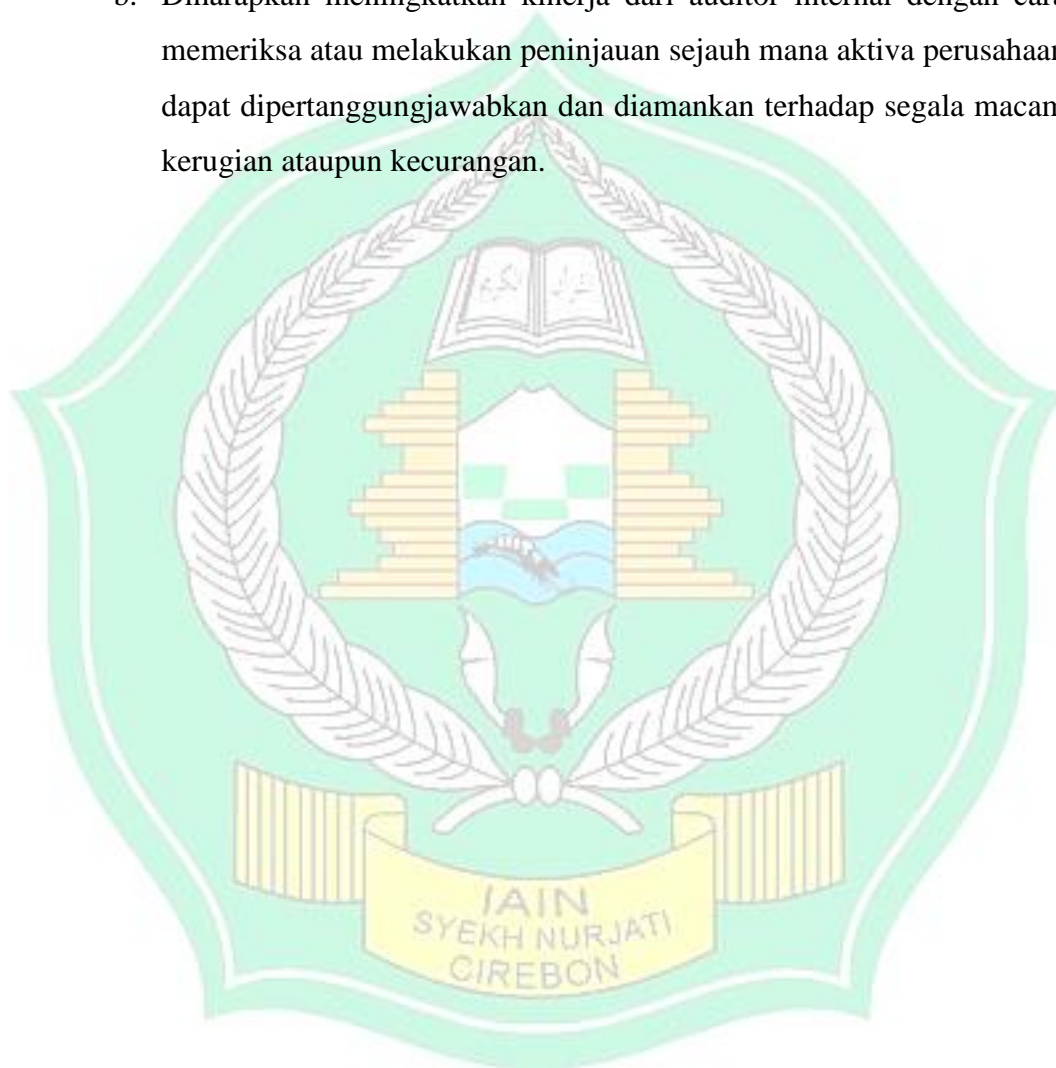 b. Diharapkan meningkatkan kinerja dari auditor internal dengan cara
memeriksa atau melakukan peninjauan sejauh mana aktiva perusahaan
dapat dipertanggungjawabkan dan diamankan terhadap segala macam
kerugian ataupun kecurangan.
IAIN
SYEKH NURJATI
CIREBON